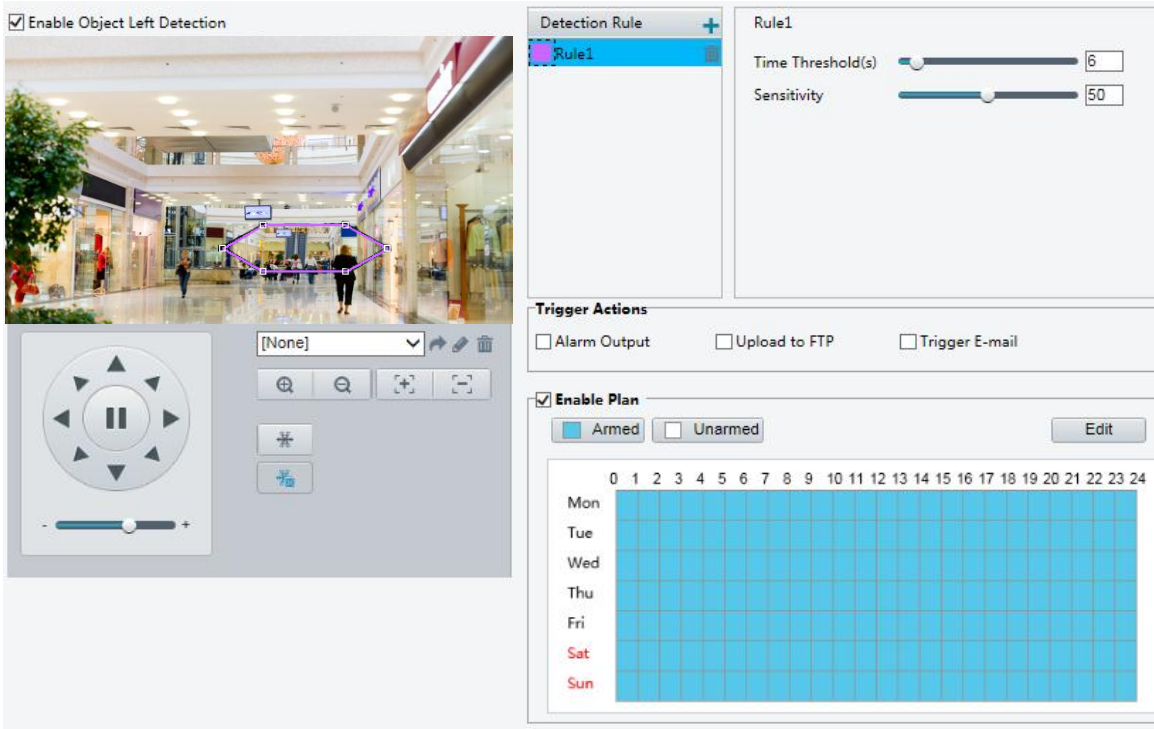 Enable Object Left Detection
[None]
- +
Detection Rule +
Rule1
Rule1
Time Threshold(s) 6
Sensitivity 50
Trigger Actions
Alarm Output Upload to FTP Trigger E-mail
Enable Plan
Armed Unarmed Edit
0 1 2 3 4 5 6 7 8 9 10 11 12 13 14 15 16 17 18 19 20 21 22 23 24
Mon
Tue
Wed
Thu
Fri
Sat
Sun